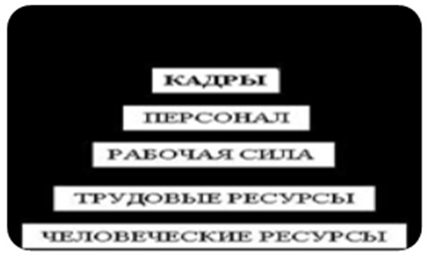 КАДРЫ
ПЕРСОНАЛ
РАБОЧАЯ СИЛА
ТРУДОВЫЕ РЕСУРСЫ
ЧЕЛОВЕЧЕСКИЕ РЕСУРСЫ